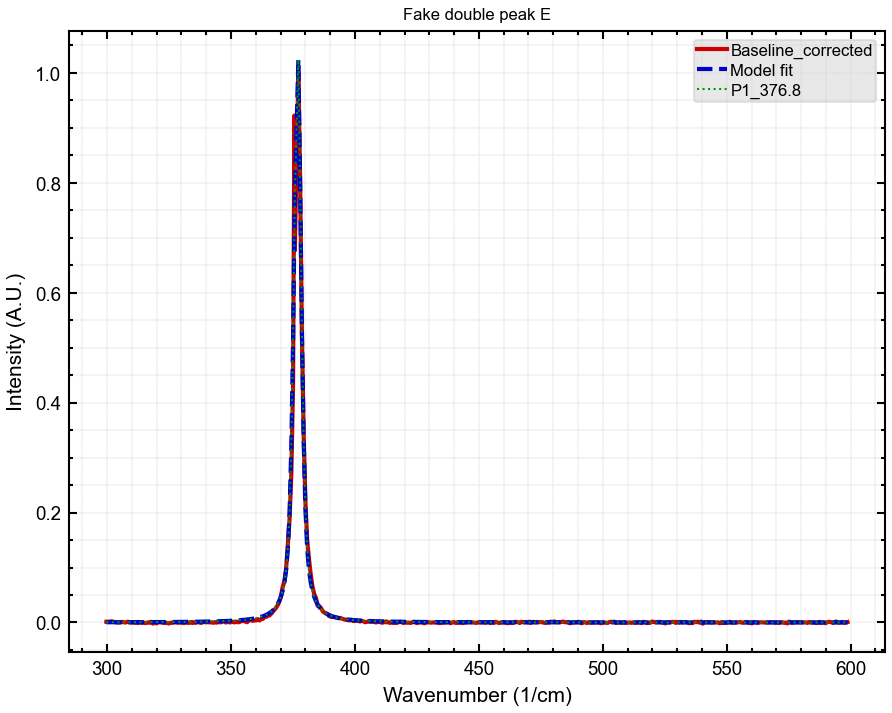 Fake double peak E
Baseline_corrected
Model fit
P1_376.8
Intensity (A.U.)
1.0
0.8
0.6
0.4
0.2
0.0
300 350 400 450 500 550 600
Wavenumber (1/cm)